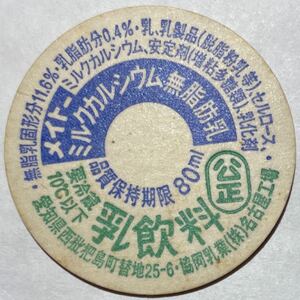 ・無脂乳固形分11.6%・乳脂肪分0.4%・乳、乳製品(脱脂粉乳、等)、セルロース・
ミルクカルシウム、安定剤(増粘多糖類)、乳化剤
メイトー
ミルクカルシウム無脂肪乳
品質保持期限 80ml
公正
要冷蔵
10℃以下
乳飲料
愛知県西枇杷島町替地25-6・協同乳業(株)名古屋工場